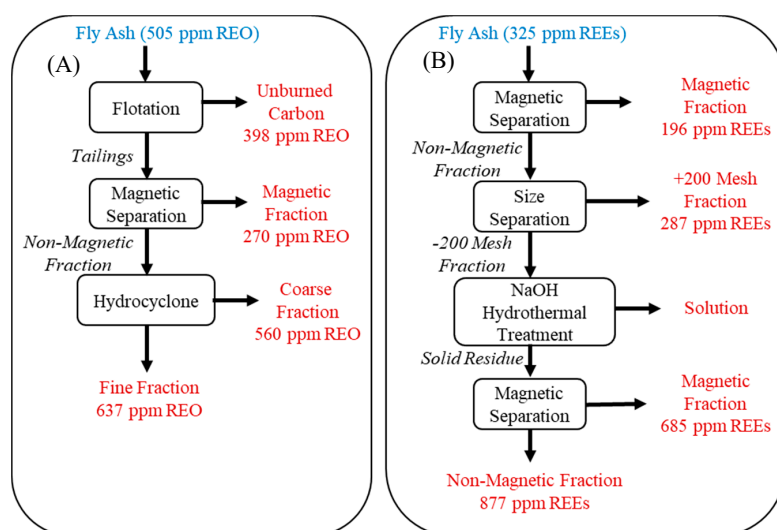 Fly Ash (505 ppm REO)
(A)
Flotation
Unburned
Carbon
398 ppm REO
Tailings
Magnetic
Separation
Magnetic
Fraction
270 ppm REO
Non-Magnetic
Fraction
Hydrocyclone
Coarse
Fraction
560 ppm REO
Fine Fraction
637 ppm REO
Fly Ash (325 ppm REEs)
(B)
Magnetic
Separation
Magnetic
Fraction
196 ppm REEs
Non-Magnetic
Fraction
Size
Separation
+200 Mesh
Fraction
287 ppm REEs
-200 Mesh
Fraction
NaOH
Hydrothermal
Treatment
Solution
Solid Residue
Magnetic
Separation
Magnetic
Fraction
685 ppm REEs
Non-Magnetic Fraction
877 ppm REEs